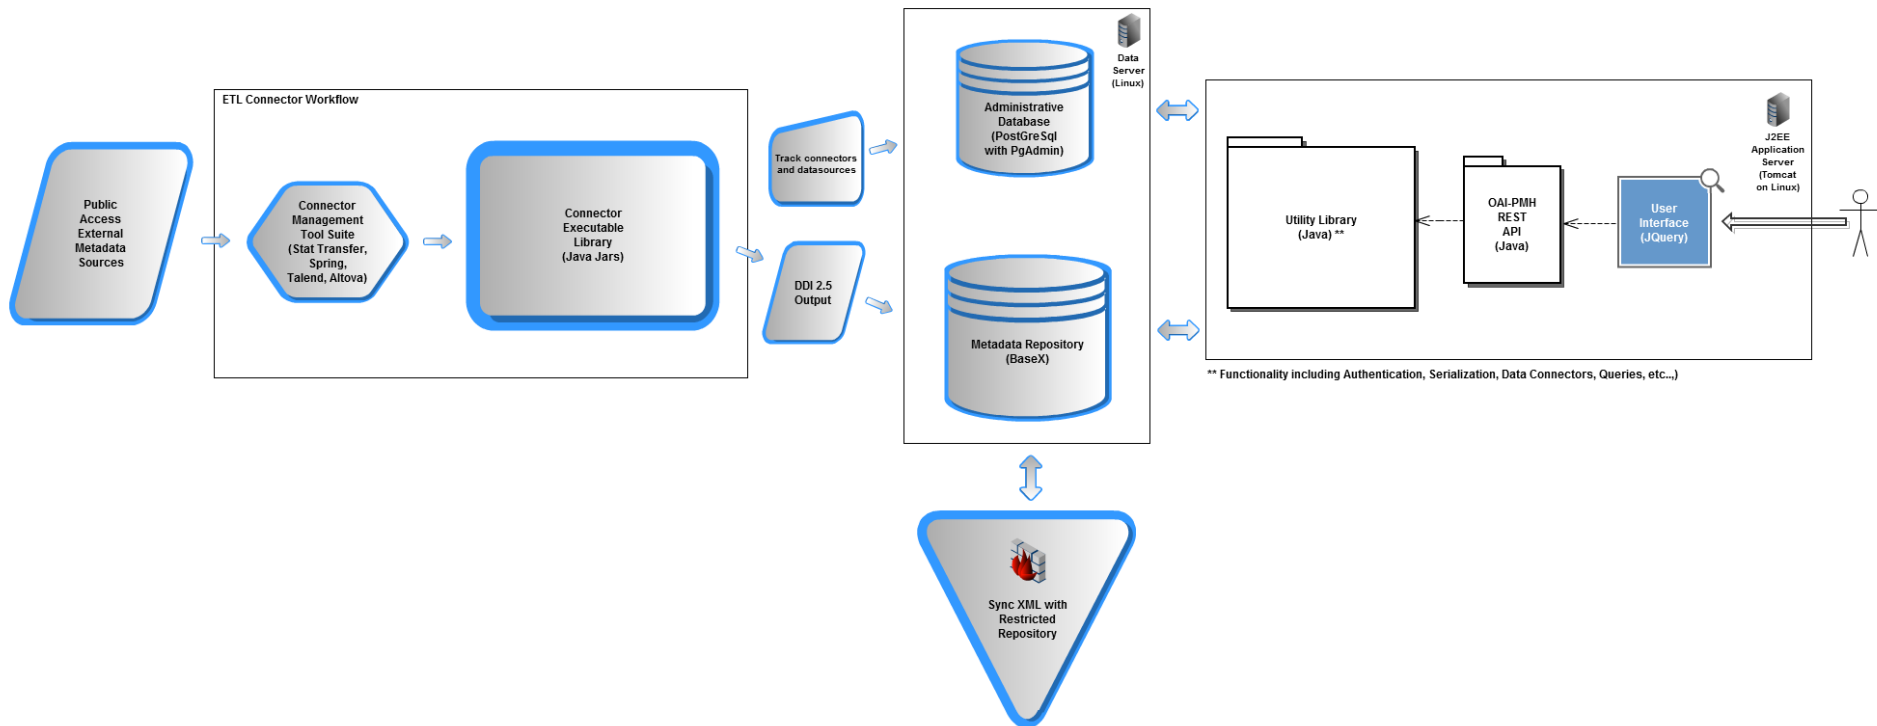 ETL Connector Workflow
Public
Access
External
Metadata
Sources
Connector
Management
Tool Suite
(Stat Transfer,
Spring,
Talend, Altova)
Connector
Executable
Library
(Java Jars)
Track connectors
and datasources
DDI 2.5
Output
Data
Server
(Linux)
Administrative
Database
(PostGreSql
with PgAdmin)
Metadata Repository
(BaseX)
Sync XML with
Restricted
Repository
J2EE
Application
Server
(Tomcat
on Linux)
Utility Library
(Java) **
OAI-PMH
REST
API
(Java)
User
Interface
(JQuery)
** Functionality including Authentication, Serialization, Data Connectors, Queries, etc..,)